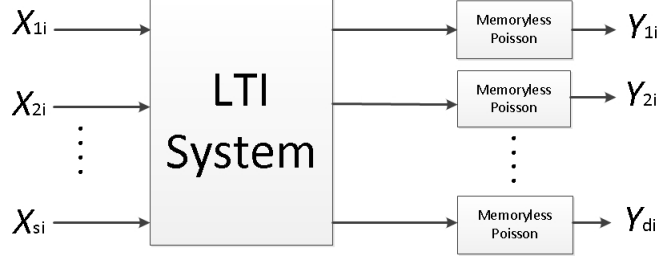 X1i
LTI
System
Memoryless
Poisson
Y1i
X2i
Memoryless
Poisson
Y2i
Xsi
Memoryless
Poisson
Ydi